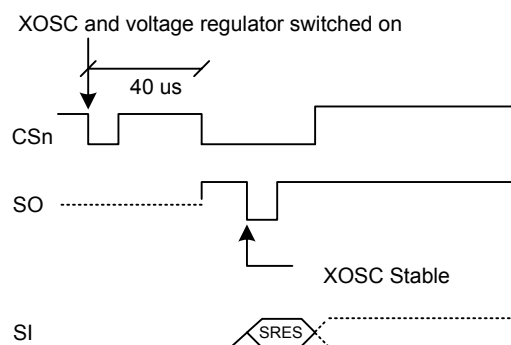 XOSC and voltage regulator switched on
40 us
CSn
SO
XOSC Stable
SI
SRES